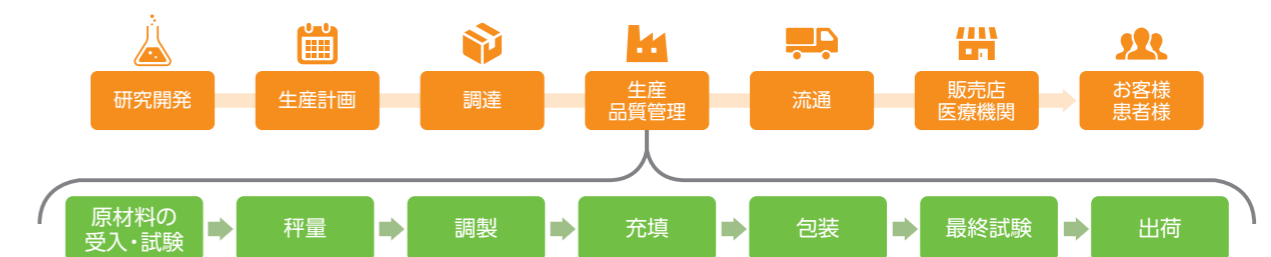 研究開発
生産計画
調達
生産
品質管理
流通
販売店
医療機関
お客様
患者様
原材料の
受入・試験
秤量
調製
充填
包装
最終試験
出荷